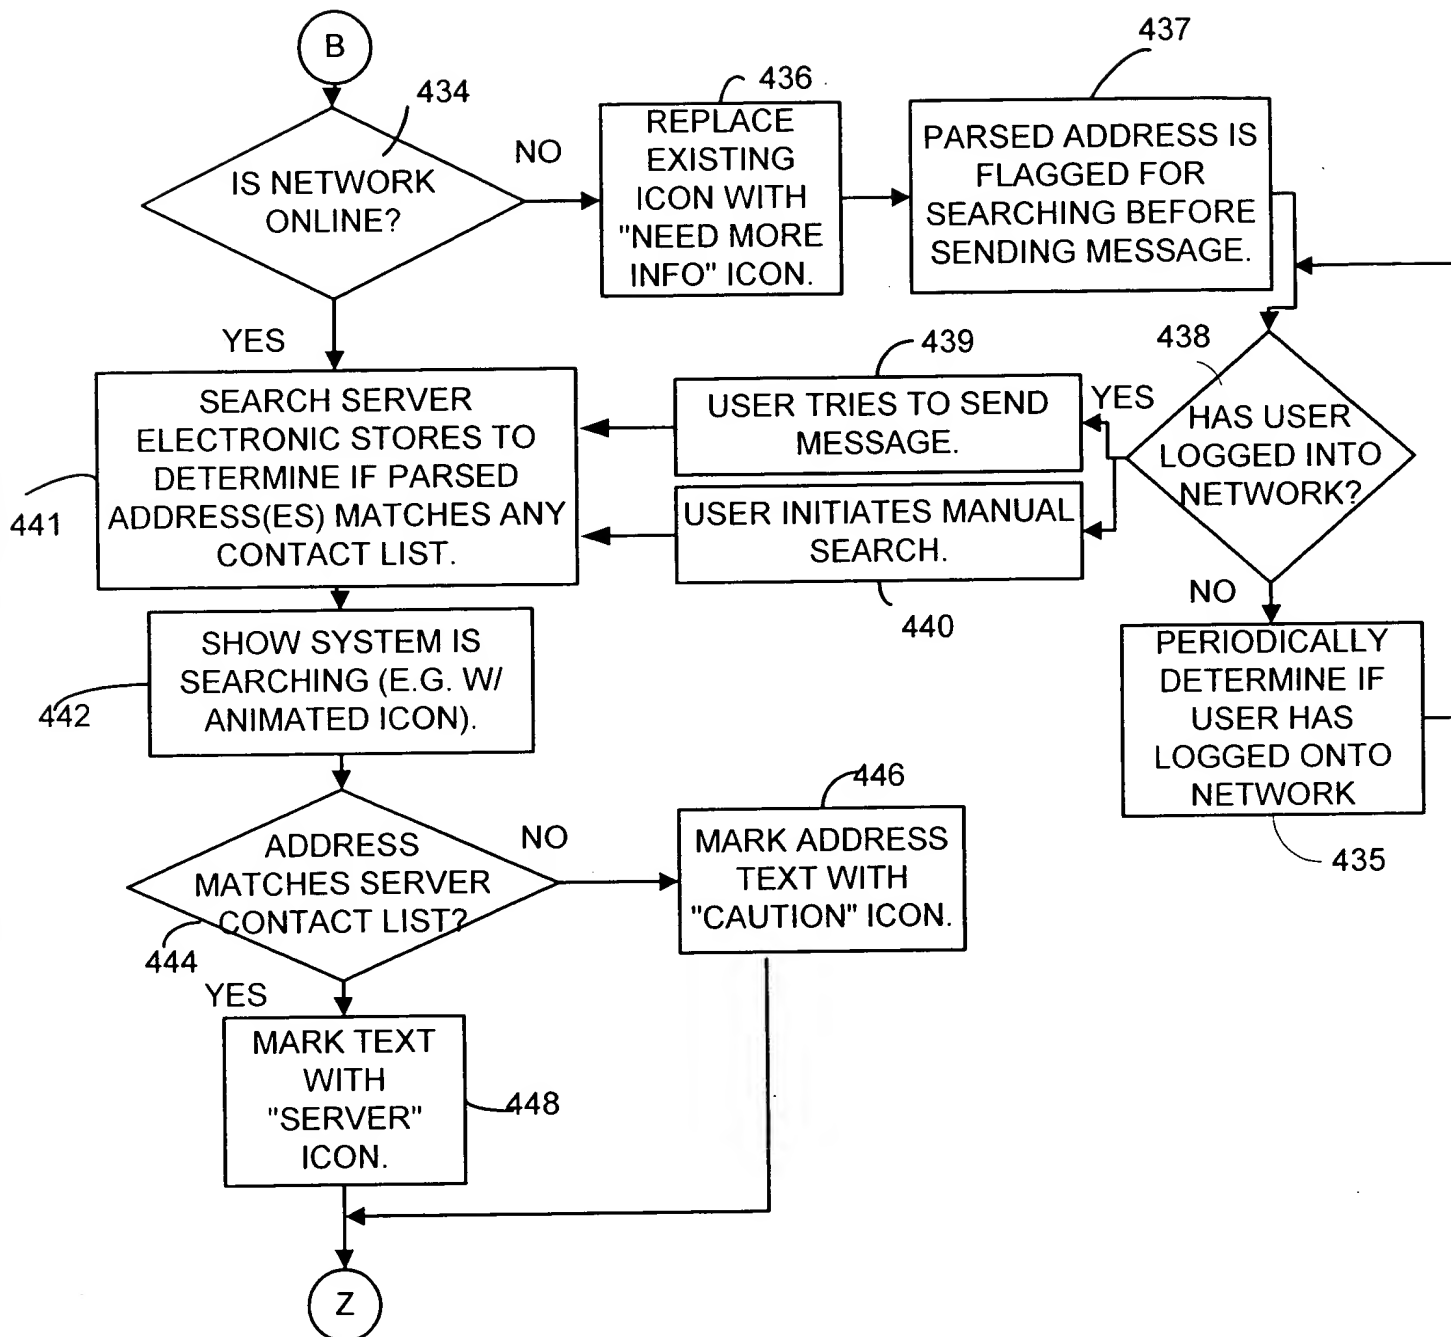 B
434
IS NETWORK
ONLINE?
NO
436
REPLACE
EXISTING
ICON WITH
"NEED MORE
INFO" ICON.
437
PARSED ADDRESS IS
FLAGGED FOR
SEARCHING BEFORE
SENDING MESSAGE.
YES
438
HAS USER
LOGGED INTO
NETWORK?
YES
439
USER TRIES TO SEND
MESSAGE.
USER INITIATES MANUAL
SEARCH.
440
SEARCH SERVER
ELECTRONIC STORES TO
DETERMINE IF PARSED
ADDRESS(ES) MATCHES ANY
CONTACT LIST.
441
NO
PERIODICALLY
DETERMINE IF
USER HAS
LOGGED ONTO
NETWORK
435
SHOW SYSTEM IS
SEARCHING (E.G. W/
ANIMATED ICON).
442
ADDRESS
MATCHES SERVER
CONTACT LIST?
444
NO
446
MARK ADDRESS
TEXT WITH
"CAUTION" ICON.
YES
MARK TEXT
WITH
"SERVER"
ICON.
448
Z